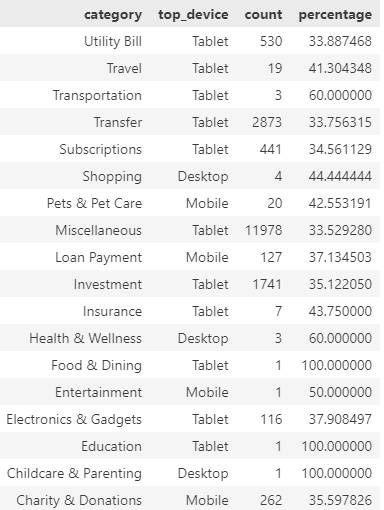 category top_device count percentage
Utility Bill Tablet 530 33.887468
Travel Tablet 19 41.304348
Transportation Tablet 3 60.000000
Transfer Tablet 2873 33.756315
Subscriptions Tablet 441 34.561129
Shopping Desktop 4 44.444444
Pets & Pet Care Mobile 20 42.553191
Miscellaneous Tablet 11978 33.529280
Loan Payment Mobile 127 37.134503
Investment Tablet 1741 35.122050
Insurance Tablet 7 43.750000
Health & Wellness Desktop 3 60.000000
Food & Dining Tablet 1 100.000000
Entertainment Mobile 1 50.000000
Electronics & Gadgets Tablet 116 37.908497
Education Tablet 1 100.000000
Childcare & Parenting Desktop 1 100.000000
Charity & Donations Mobile 262 35.597826